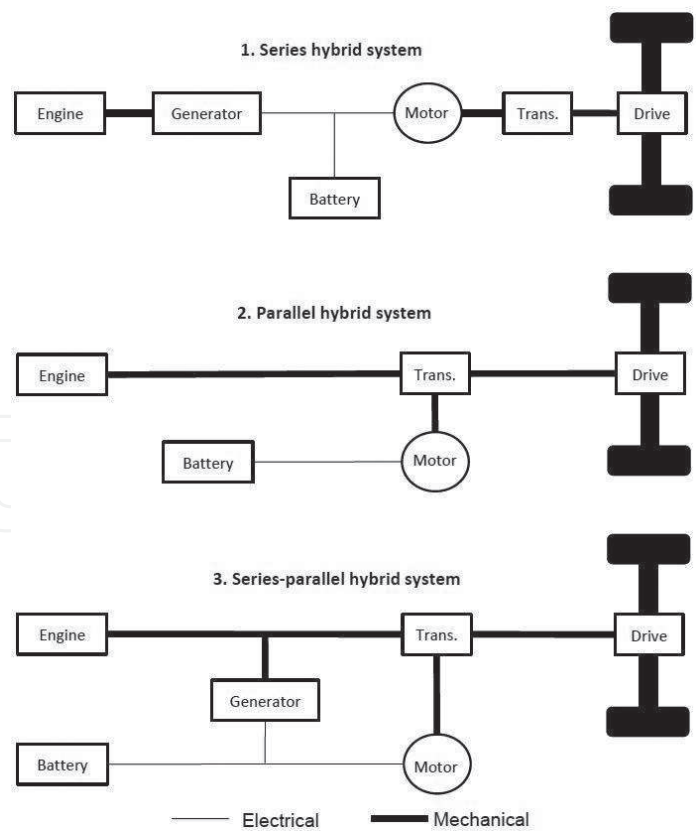 1. Series hybrid system
Engine
Generator
Motor
Trans.
Drive
Battery
2. Parallel hybrid system
Engine
Trans.
Drive
Battery
Motor
3. Series-parallel hybrid system
Engine
Trans.
Drive
Generator
Battery
Motor
Electrical
Mechanical